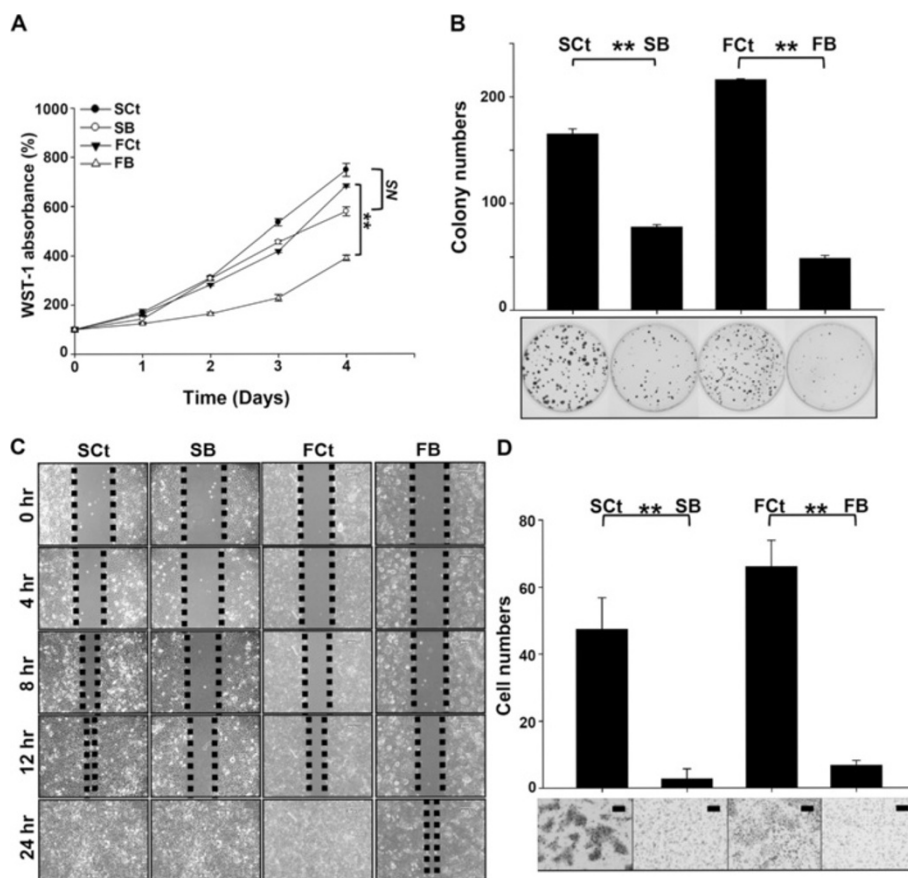 A
1000
800
600
400
200
0
WST-1 absorbance (%)
SCt
SB
FCt
FB
NS
**
0 1 2 3 4
Time (Days)
B
SCt ** SB FCt ** FB
200
100
0
Colony numbers
C
SCt SB FCt FB
0 hr
4 hr
8 hr
12 hr
24 hr
D
SCt ** SB FCt ** FB
80
60
40
20
0
Cell numbers